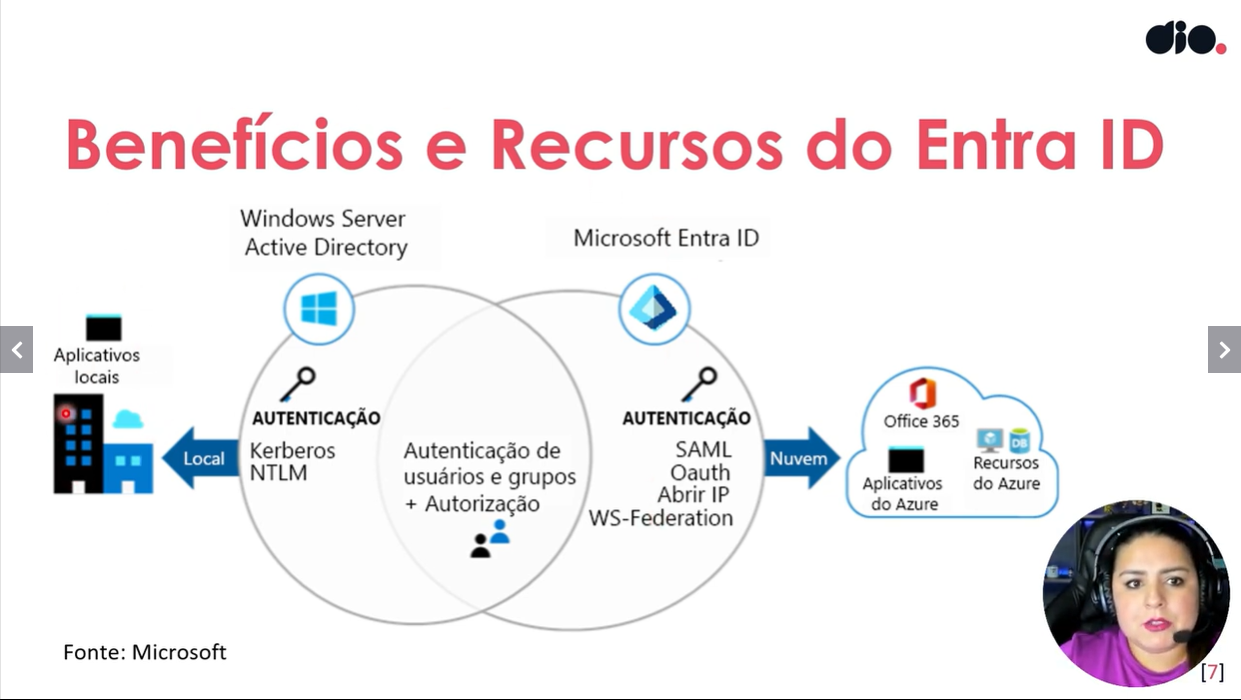 dio.
Benefícios e Recursos do Entra ID
Windows Server
Active Directory
Microsoft Entra ID
Aplicativos
locais
Local
AUTENTICAÇÃO
Kerberos
NTLM
Autenticação de
usuários e grupos
+ Autorização
AUTENTICAÇÃO
SAML
Oauth
Abrir IP
WS-Federation
Nuvem
Office 365
Aplicativos
do Azure
DB
Recursos
do Azure
Fonte: Microsoft
[7]